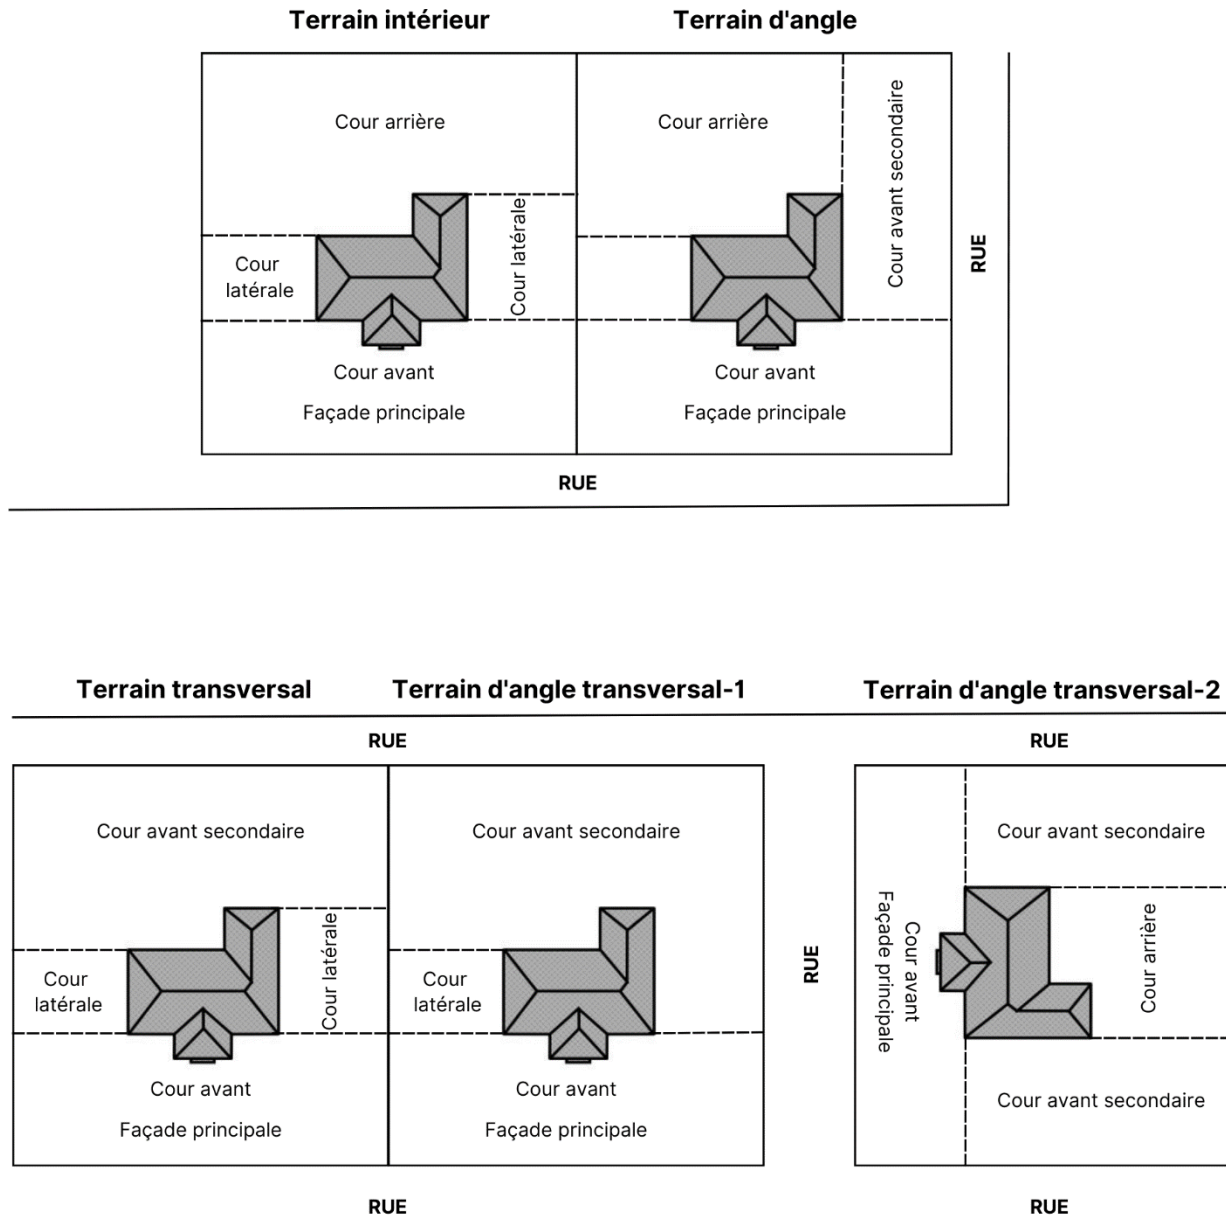 Terrain intérieur
Terrain d'angle
Cour arrière
Cour arrière
Cour avant secondaire
Cour
latérale
Cour latérale
RUE
Cour avant
Façade principale
Cour avant
Façade principale
RUE
Terrain transversal
Terrain d'angle transversal-1
Terrain d'angle transversal-2
RUE
RUE
Cour avant secondaire
Cour avant secondaire
Cour avant secondaire
Cour
latérale
Cour latérale
Cour
latérale
RUE
Cour avant
Façade principale
Cour arrière
Cour avant
Façade principale
Cour avant
Façade principale
Cour avant secondaire
RUE
RUE